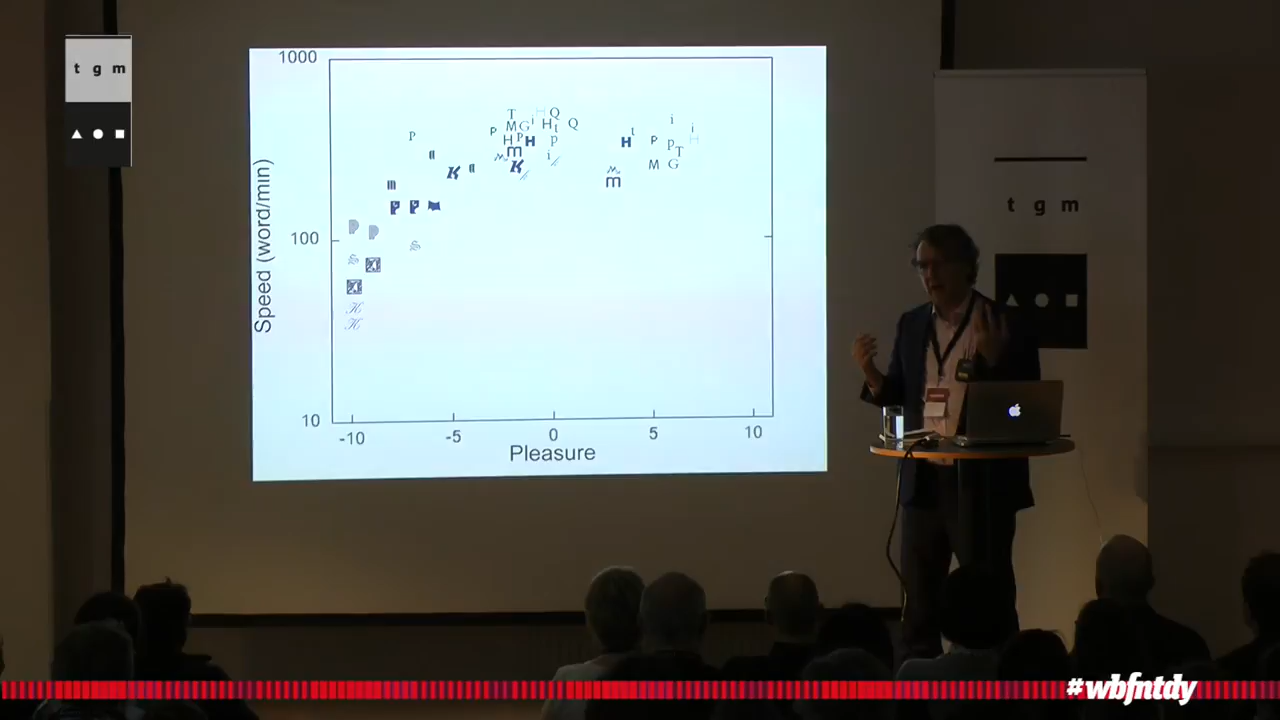 t g m
1000
Speed (word/min)
100
10
-10 -5 0 5 10
Pleasure
t g m
#wbfntdy